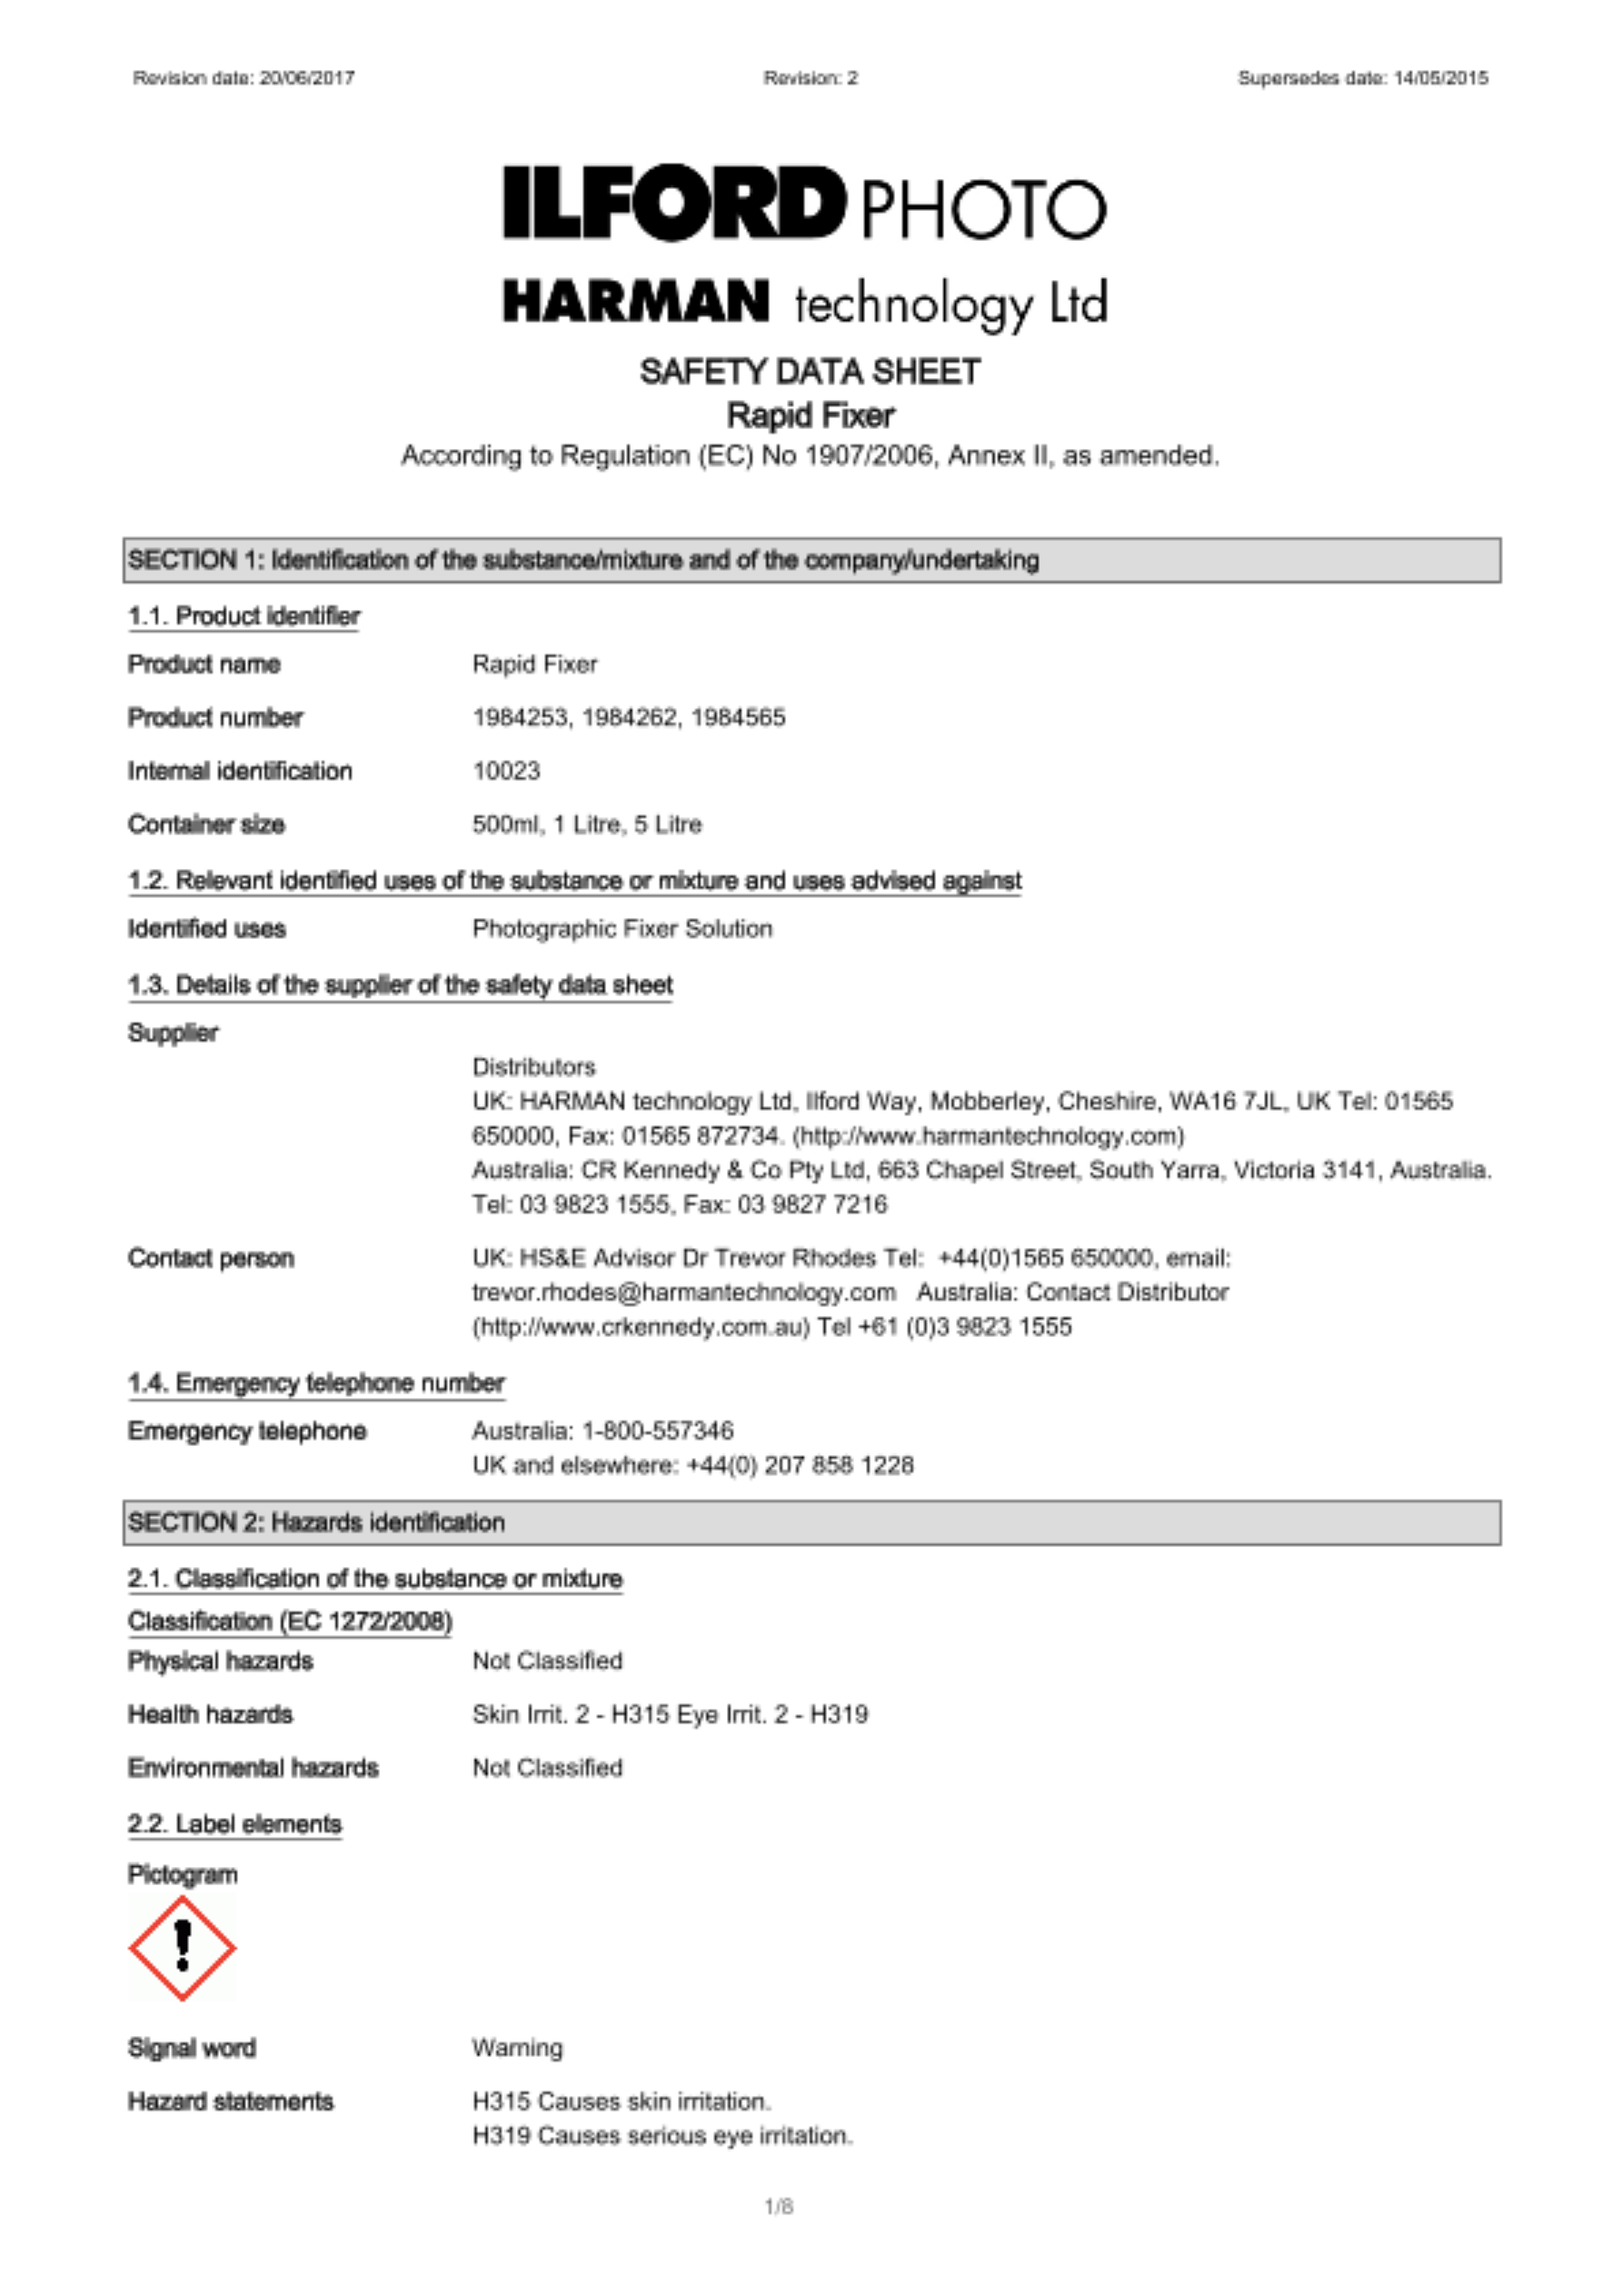 Revision date: 20/06/2017 Revision: 2 Supersedes date: 14/05/2015
ILFORD PHOTO
HARMAN technology Ltd
SAFETY DATA SHEET
Rapid Fixer
According to Regulation (EC) No 1907/2006, Annex II, as amended.
SECTION 1: Identification of the substance/mixture and of the company/undertaking
1.1. Product identifier
Product name Rapid Fixer
Product number 1984253, 1984262, 1984565
Internal identification 10023
Container size 500ml, 1 Litre, 5 Litre
1.2. Relevant identified uses of the substance or mixture and uses advised against
Identified uses Photographic Fixer Solution
1.3. Details of the supplier of the safety data sheet
Supplier
Distributors
UK: HARMAN technology Ltd, Ilford Way, Mobberley, Cheshire, WA16 7JL, UK Tel: 01565
650000, Fax: 01565 872734. (http://www.harmantechnology.com)
Australia: CR Kennedy & Co Pty Ltd, 663 Chapel Street, South Yarra, Victoria 3141, Australia.
Tel: 03 9823 1555, Fax: 03 9827 7216
Contact person UK: HS&E Advisor Dr Trevor Rhodes Tel: +44(0)1565 650000, email:
trevor.rhodes@harmantechnology.com Australia: Contact Distributor
(http://www.crkennedy.com.au) Tel +61 (0)3 9823 1555
1.4. Emergency telephone number
Emergency telephone Australia: 1-800-557346
UK and elsewhere: +44(0) 207 858 1228
SECTION 2: Hazards identification
2.1. Classification of the substance or mixture
Classification (EC 1272/2008)
Physical hazards Not Classified
Health hazards Skin Irrit. 2 - H315 Eye Irrit. 2 - H319
Environmental hazards Not Classified
2.2. Label elements
Pictogram
Signal word Warning
Hazard statements H315 Causes skin irritation.
H319 Causes serious eye irritation.
1/8